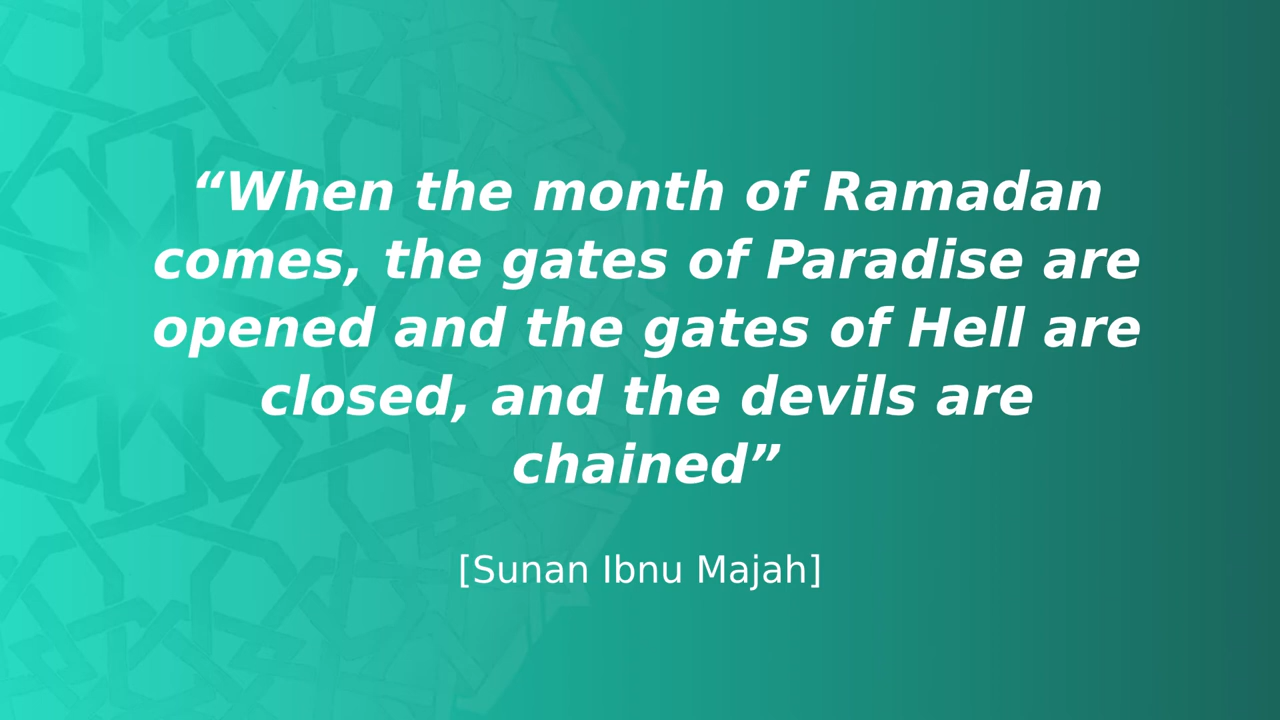 “When the month of Ramadan
comes, the gates of Paradise are
opened and the gates of Hell are
closed, and the devils are
chained”
[Sunan Ibnu Majah]